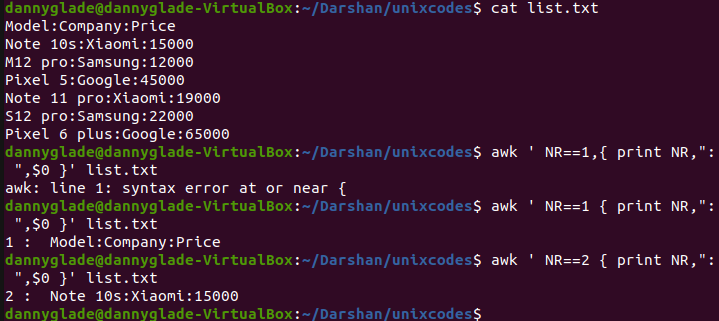 dannyglade@dannyglade-VirtualBox:~/Darshan/unixcodes$ cat list.txt
Model:Company:Price
Note 10s:Xiaomi:15000
M12 pro:Samsung:12000
Pixel 5:Google:45000
Note 11 pro:Xiaomi:19000
S12 pro:Samsung:22000
Pixel 6 plus:Google:65000
dannyglade@dannyglade-VirtualBox:~/Darshan/unixcodes$ awk ' NR==1,{ print NR,":
 ",$0 }' list.txt
awk: line 1: syntax error at or near {
dannyglade@dannyglade-VirtualBox:~/Darshan/unixcodes$ awk ' NR==1 { print NR,":
 ",$0 }' list.txt
1 :  Model:Company:Price
dannyglade@dannyglade-VirtualBox:~/Darshan/unixcodes$ awk ' NR==2 { print NR,":
 ",$0 }' list.txt
2 :  Note 10s:Xiaomi:15000
dannyglade@dannyglade-VirtualBox:~/Darshan/unixcodes$